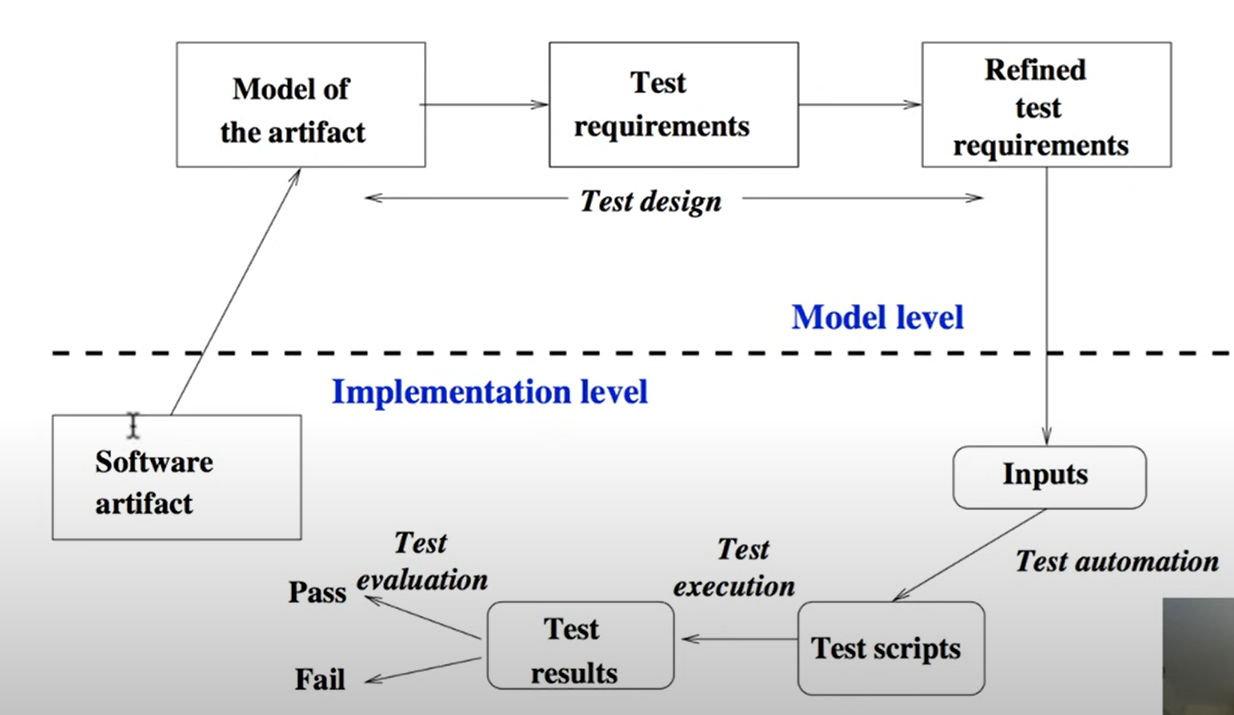 Model of
the artifact
Test
requirements
Refined
test
requirements
Test design
Model level
Implementation level
Software
artifact
Inputs
Test automation
Test
evaluation
Test
execution
Pass
Fail
Test
results
Test scripts